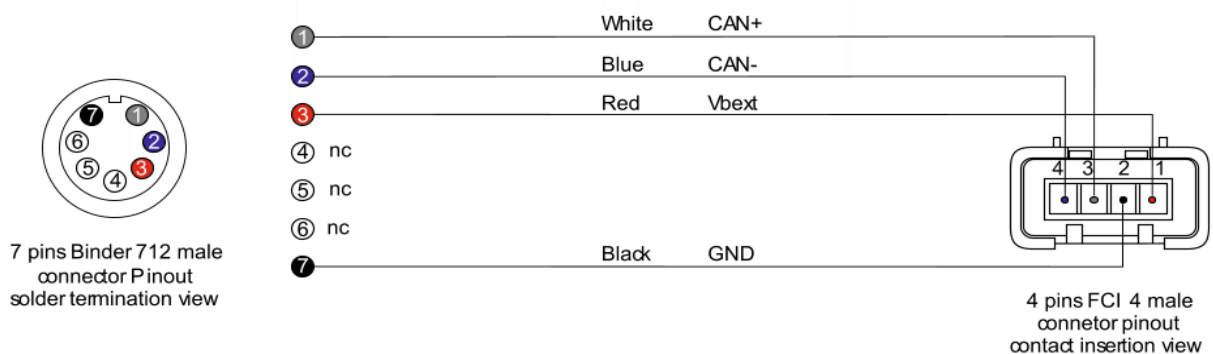 White CAN+
1
Blue CAN-
2
Red Vbext
3
4 nc
5 nc
6 nc
Black GND
7
7 1
6 2
5 3
4
4 3 2 1
7 pins Binder 712 male
connector Pinout
solder termination view
4 pins FCI 4 male
connetor pinout
contact insertion view